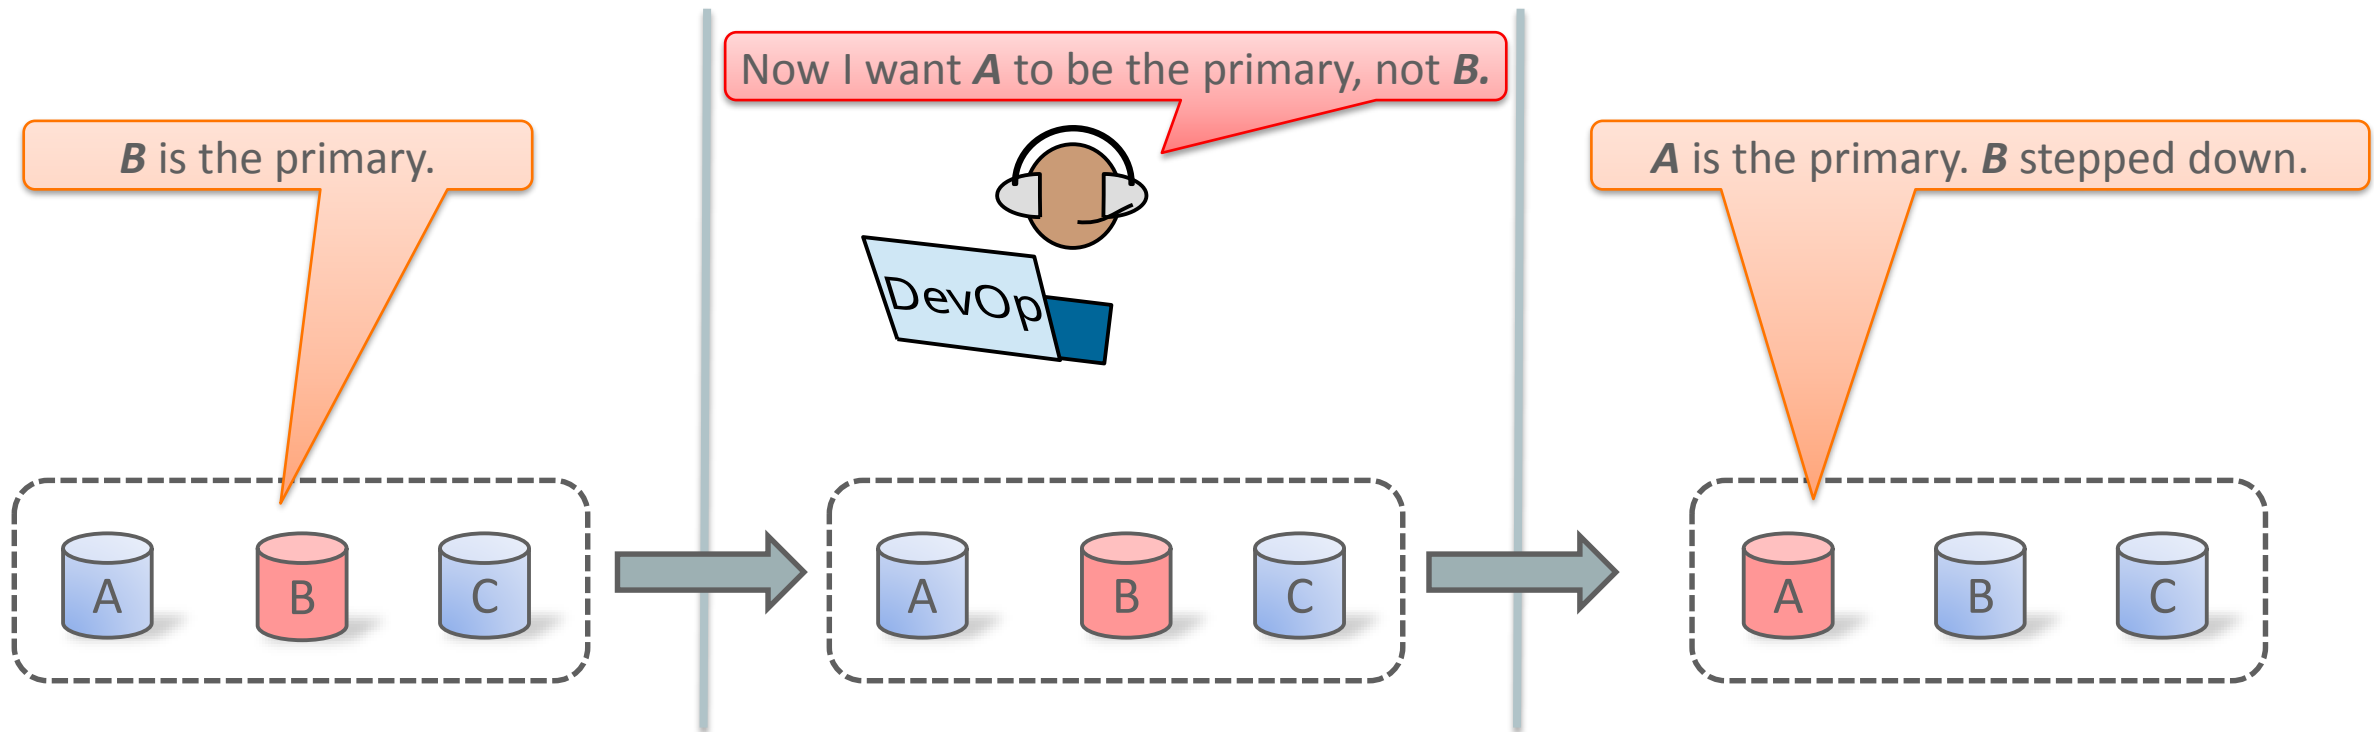 B is the primary.
A
B
C
Now I want A to be the primary, not B.
DevOp
A
B
C
A is the primary. B stepped down.
A
B
C